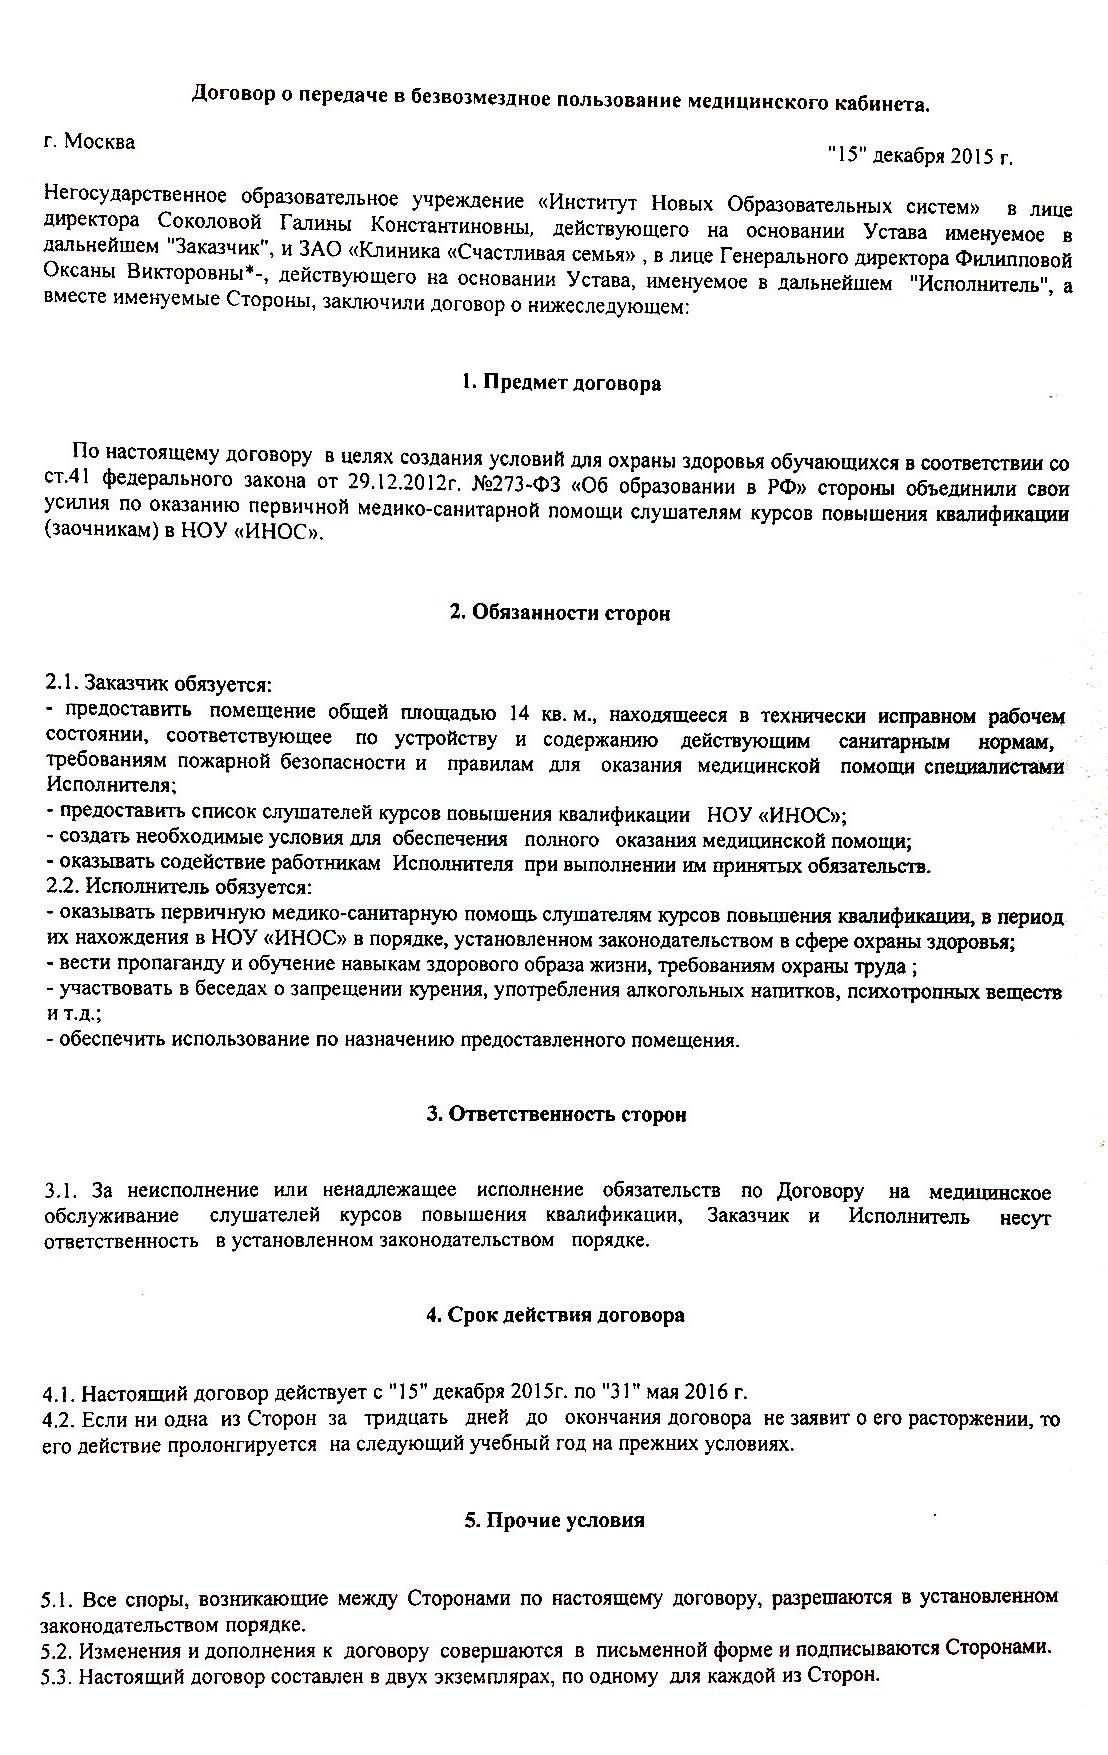 Договор о передаче в безвозмездное пользование медицинского кабинета.
г. Москва
"15" декабря 2015 г.
Негосударственное образовательное учреждение «Институт Новых Образовательных систем» в лице
директора Соколовой Галины Константиновны, действующего на основании Устава именуемое в
дальнейшем "Заказчик", и ЗАО «Клиника «Счастливая семья» , в лице Генерального директора Филипповой
Оксаны Викторовны*-, действующего на основании Устава, именуемое в дальнейшем "Исполнитель", а
вместе именуемые Стороны, заключили договор о нижеследующем:
1. Предмет договора
По настоящему договору в целях создания условий для охраны здоровья обучающихся в соответствии со
ст.41 федерального закона от 29.12.2012г. №273-ФЗ «Об образовании в РФ» стороны объединили свои
усилия по оказанию первичной медико-санитарной помощи слушателям курсов повышения квалификации
(заочникам) в НОУ «ИНОС».
2. Обязанности сторон
2.1. Заказчик обязуется:
- предоставить помещение общей площадью 14 кв. м., находящееся в технически исправном рабочем
состоянии, соответствующее по устройству и содержанию действующим санитарным нормам,
требованиям пожарной безопасности и правилам для оказания медицинской помощи специалистами
Исполнителя;
- предоставить список слушателей курсов повышения квалификации НОУ «ИНОС»;
- создать необходимые условия для обеспечения полного оказания медицинской помощи;
- оказывать содействие работникам Исполнителя при выполнении им принятых обязательств.
2.2. Исполнитель обязуется:
- оказывать первичную медико-санитарную помощь слушателям курсов повышения квалификации, в период
их нахождения в НОУ «ИНОС» в порядке, установленном законодательством в сфере охраны здоровья;
- вести пропаганду и обучение навыкам здорового образа жизни, требованиям охраны труда ;
- участвовать в беседах о запрещении курения, употребления алкогольных напитков, психотропных веществ
и т.д.;
- обеспечить использование по назначению предоставленного помещения.
3. Ответственность сторон
3.1. За неисполнение или ненадлежащее исполнение обязательств по Договору на медицинское
обслуживание слушателей курсов повышения квалификации, Заказчик и Исполнитель несут
ответственность в установленном законодательством порядке.
4. Срок действия договора
4.1. Настоящий договор действует с "15" декабря 2015г. по "31" мая 2016 г.
4.2. Если ни одна из Сторон за тридцать дней до окончания договора не заявит о его расторжении, то
его действие пролонгируется на следующий учебный год на прежних условиях.
5. Прочие условия
5.1. Все споры, возникающие между Сторонами по настоящему договору, разрешаются в установленном
законодательством порядке.
5.2. Изменения и дополнения к договору совершаются в письменной форме и подписываются Сторонами.
5.3. Настоящий договор составлен в двух экземплярах, по одному для каждой из Сторон.